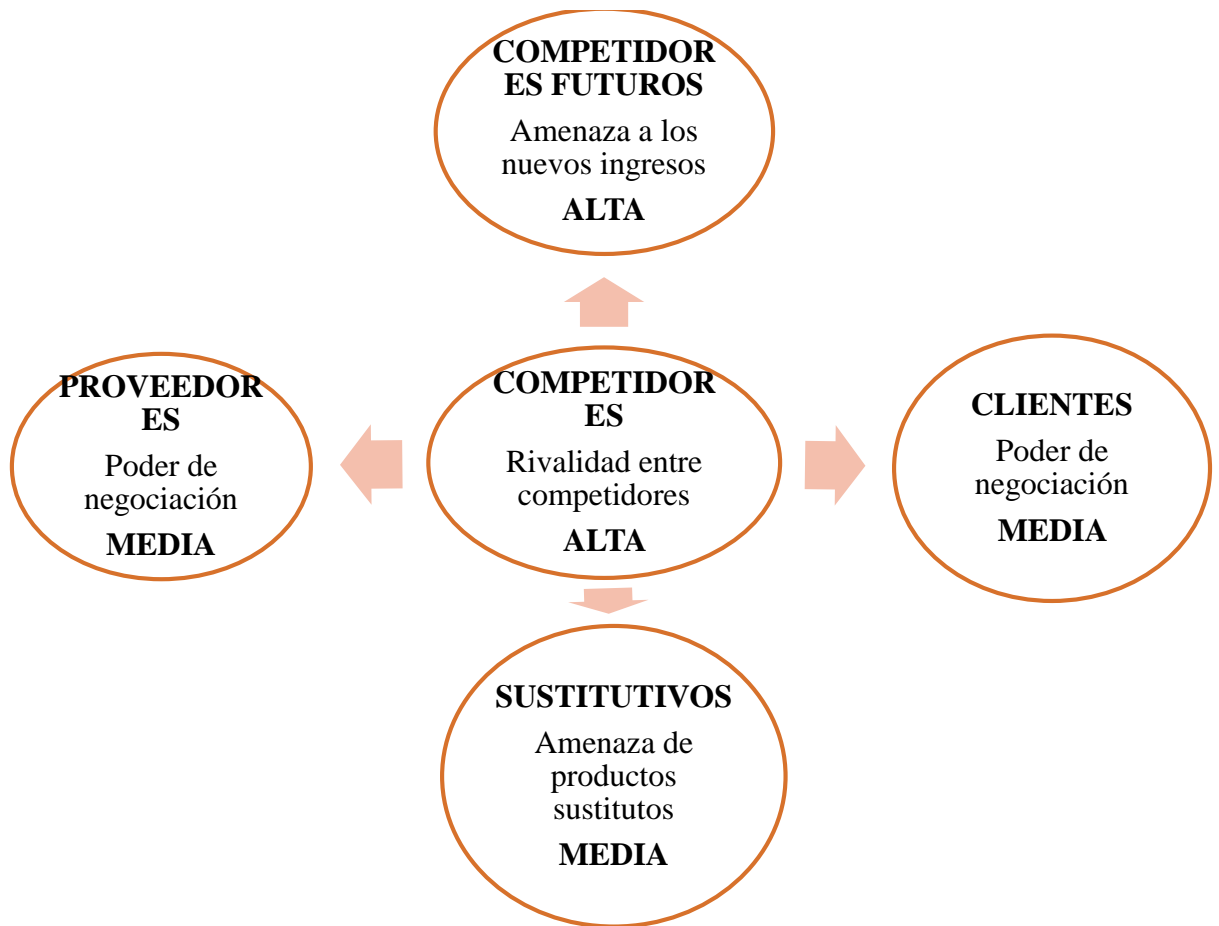 COMPETIDOR
ES FUTUROS
Amenaza a los
nuevos ingresos
ALTA
PROVEEDOR
ES
Poder de
negociación
MEDIA
COMPETIDOR
ES
Rivalidad entre
competidores
ALTA
CLIENTES
Poder de
negociación
MEDIA
SUSTITUTIVOS
Amenaza de
productos
sustitutos
MEDIA